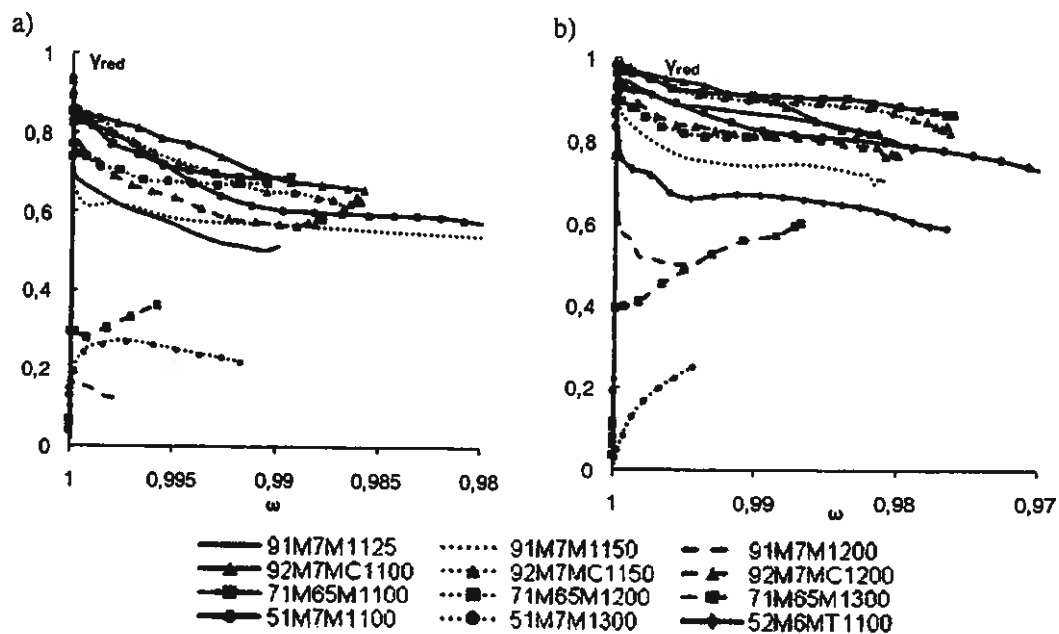 a)
b)
1
γred
0,8
0,6
0,4
0,2
0
1
0,995
0,99
0,985
0,98
ω
1
γred
0,8
0,6
0,4
0,2
0
1
0,99
0,98
0,97
ω
91M7M1125
91M7M1150
91M7M1200
92M7MC1100
92M7MC1150
92M7MC1200
71M65M1100
71M65M1200
71M65M1300
51M7M1100
51M7M1300
52M6MT1100